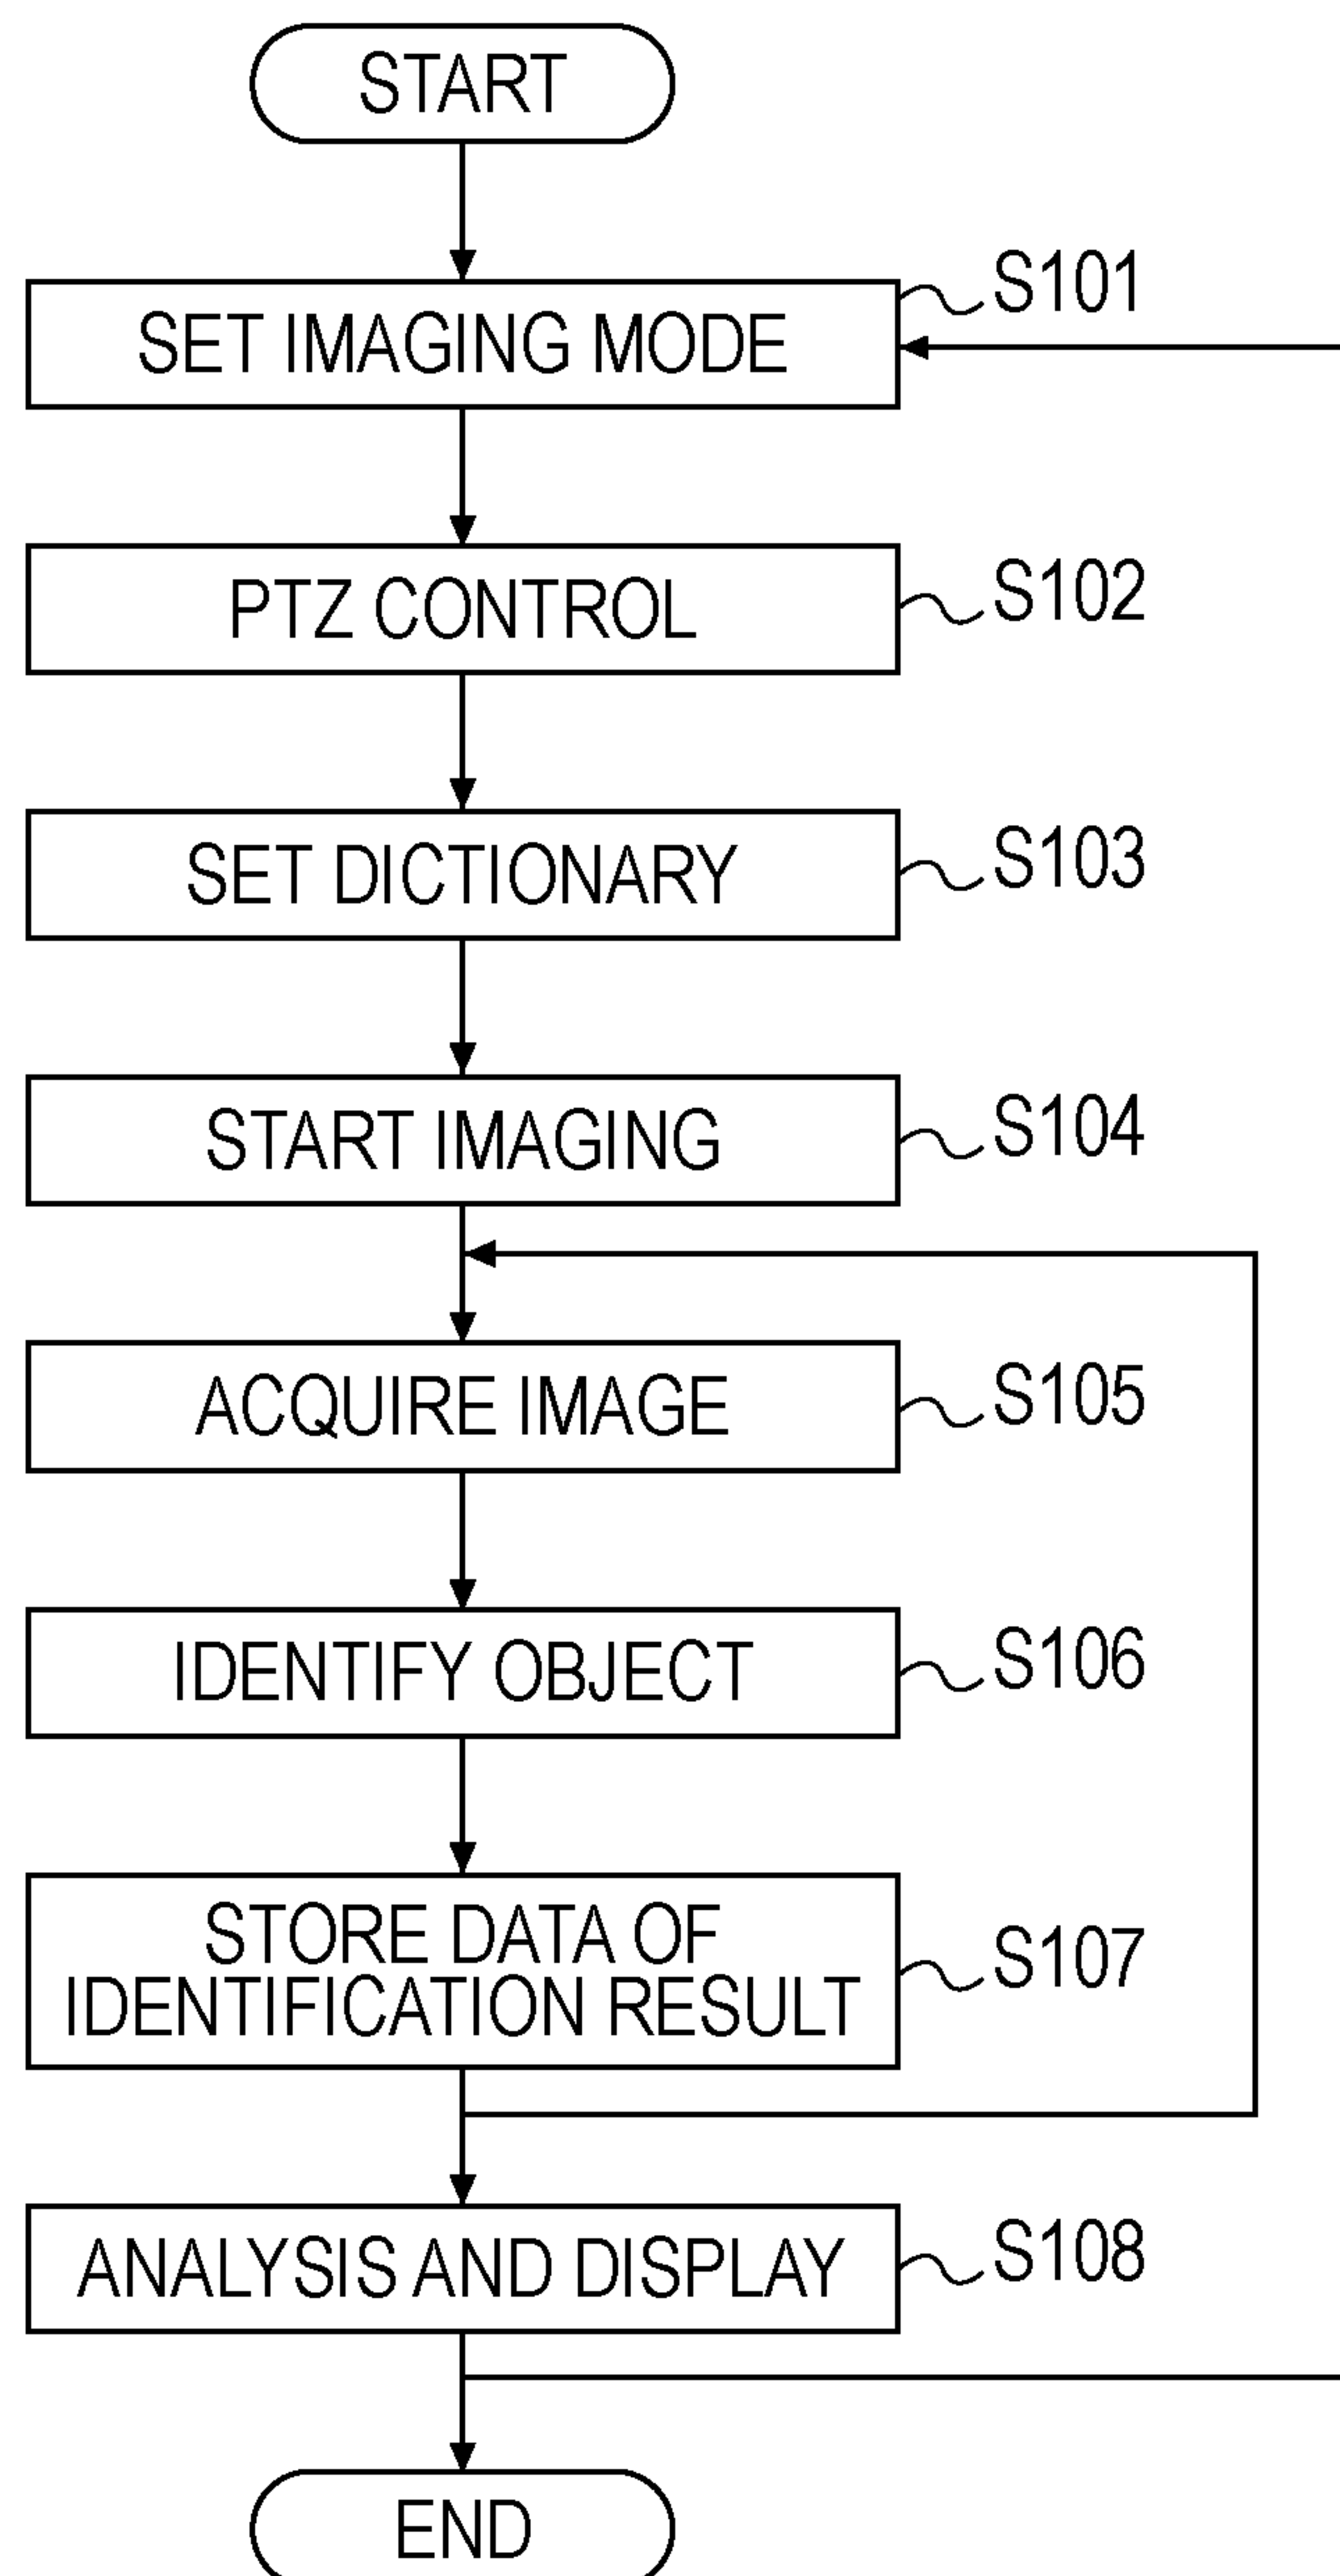 START
SET IMAGING MODE
S101
PTZ CONTROL
S102
SET DICTIONARY
S103
START IMAGING
S104
ACQUIRE IMAGE
S105
IDENTIFY OBJECT
S106
STORE DATA OF
IDENTIFICATION RESULT
S107
ANALYSIS AND DISPLAY
S108
END